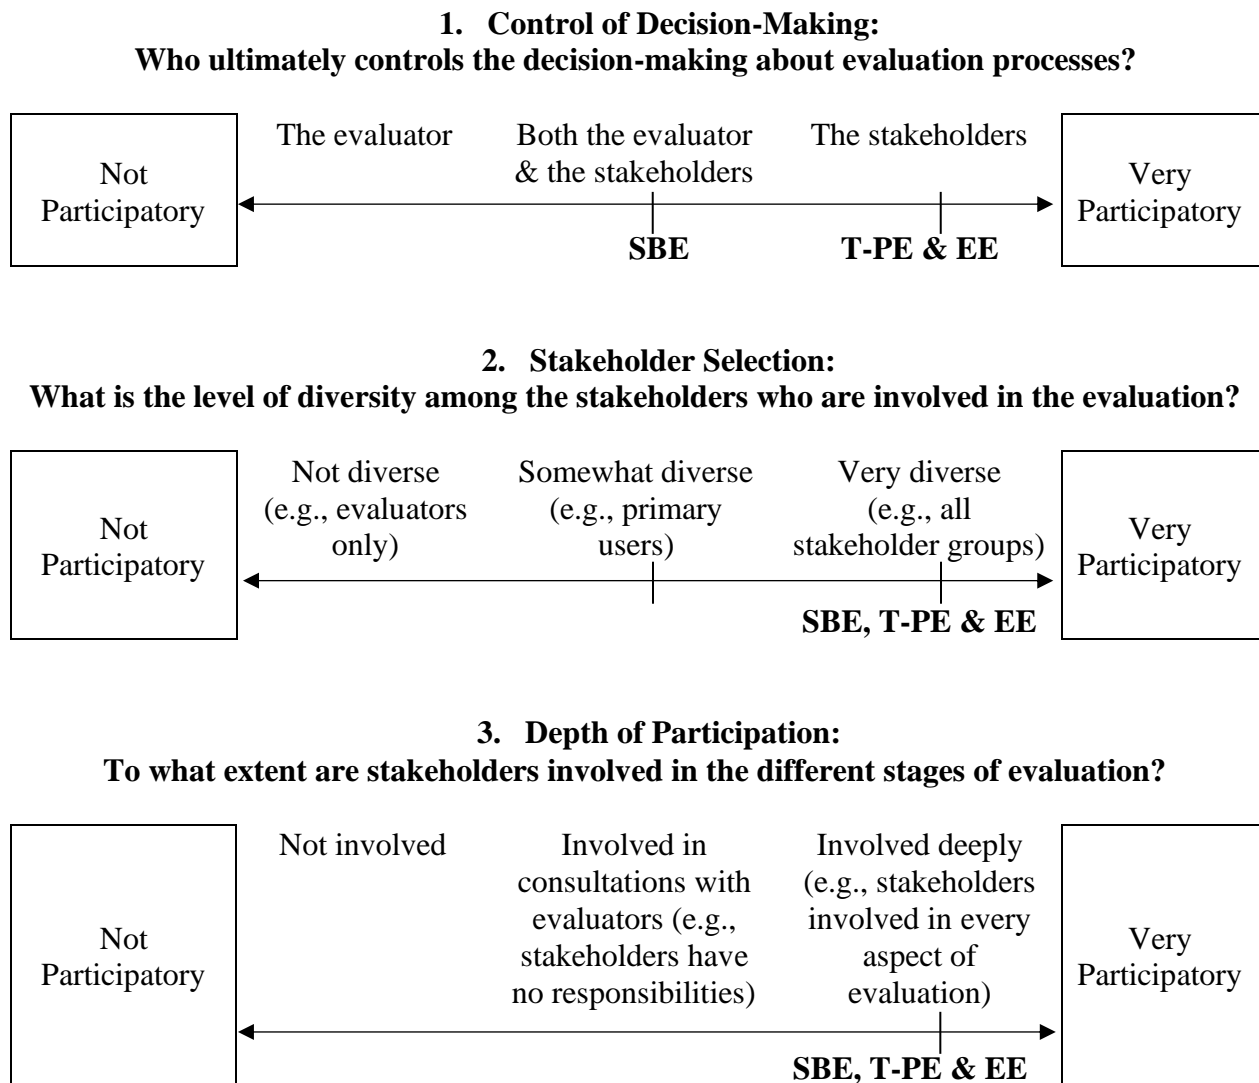 1. Control of Decision-Making:
Who ultimately controls the decision-making about evaluation processes?
Not
Participatory
The evaluator
Both the evaluator
& the stakeholders
The stakeholders
Very
Participatory
SBE
T-PE & EE
2. Stakeholder Selection:
What is the level of diversity among the stakeholders who are involved in the evaluation?
Not
Participatory
Not diverse
(e.g., evaluators
only)
Somewhat diverse
(e.g., primary
users)
Very diverse
(e.g., all
stakeholder groups)
Very
Participatory
SBE, T-PE & EE
3. Depth of Participation:
To what extent are stakeholders involved in the different stages of evaluation?
Not
Participatory
Not involved
Involved in
consultations with
evaluators (e.g.,
stakeholders have
no responsibilities)
Involved deeply
(e.g., stakeholders
involved in every
aspect of
evaluation)
Very
Participatory
SBE, T-PE & EE